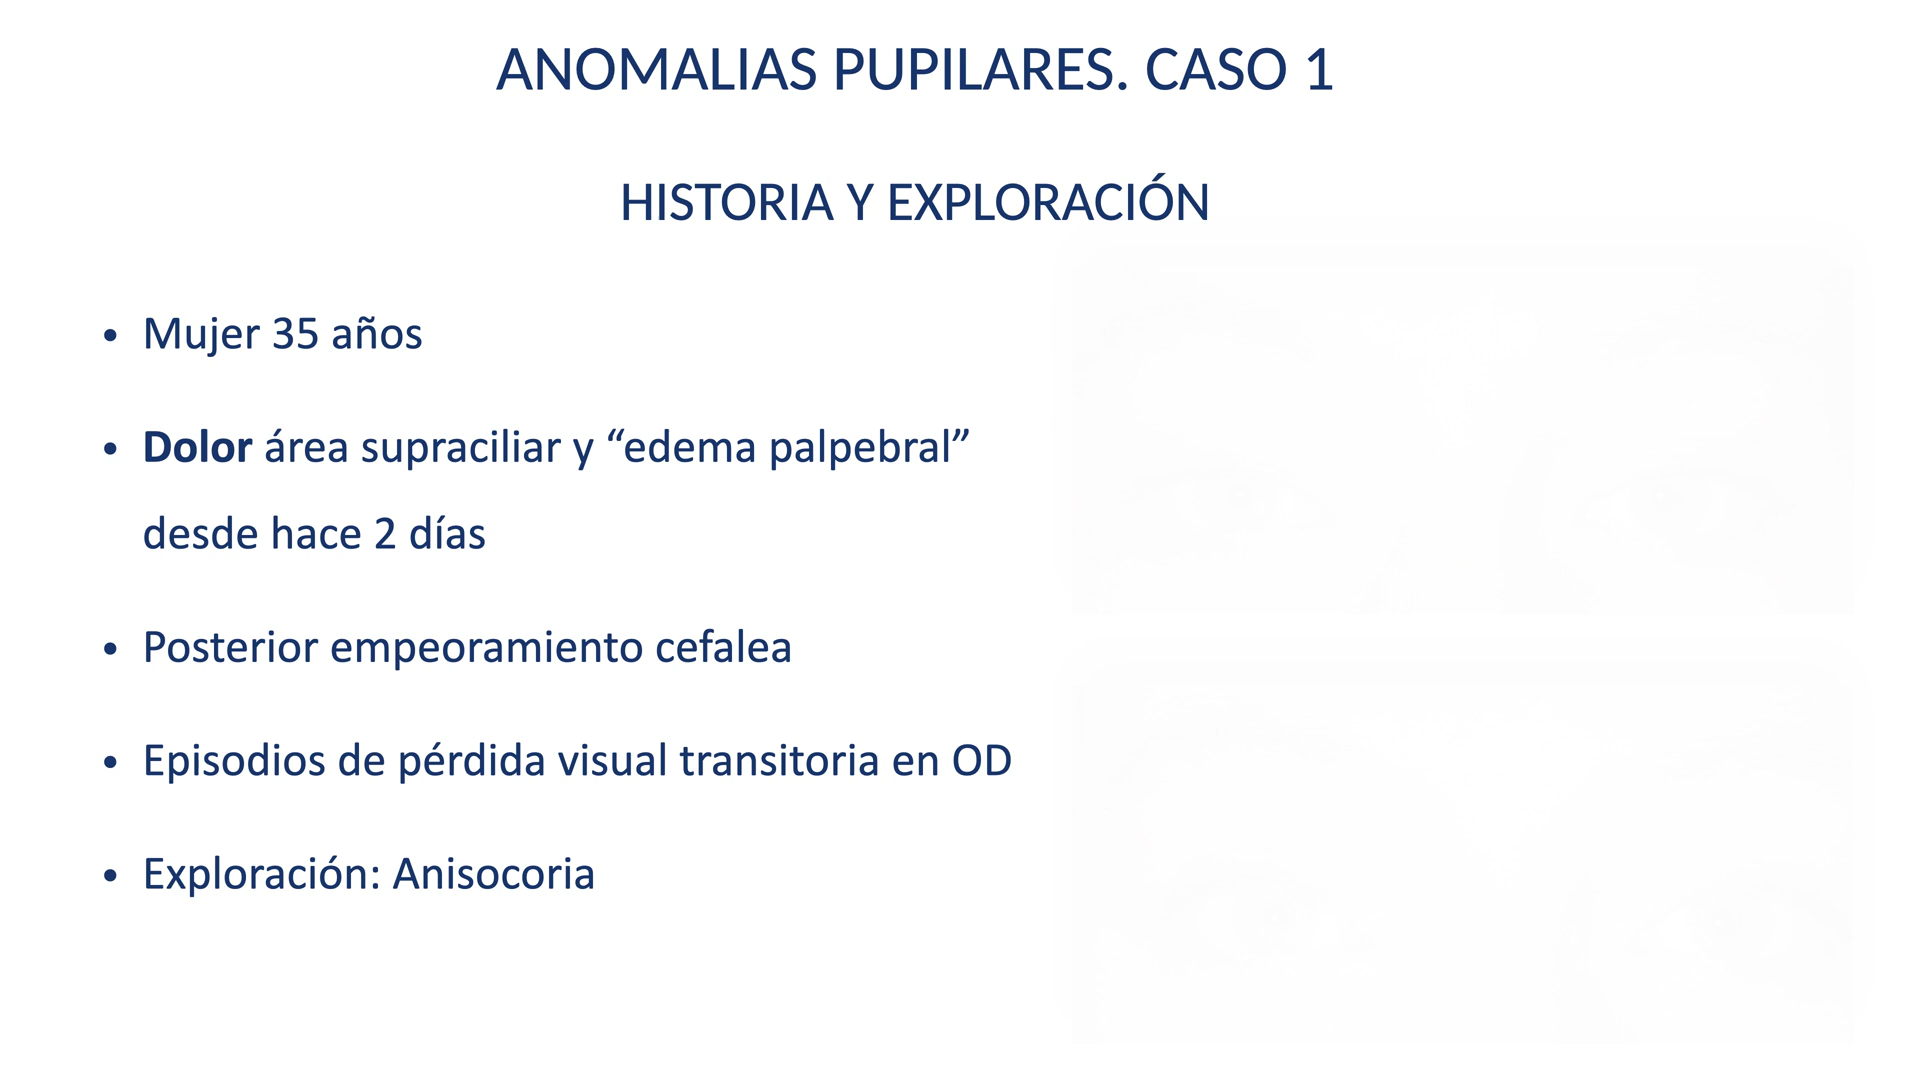 ANOMALIAS PUPILARES. CASO 1
HISTORIA Y EXPLORACIÓN
• Mujer 35 años
• Dolor área supraciliar y “edema palpebral”
desde hace 2 días
• Posterior empeoramiento cefalea
• Episodios de pérdida visual transitoria en OD
• Exploración: Anisocoria